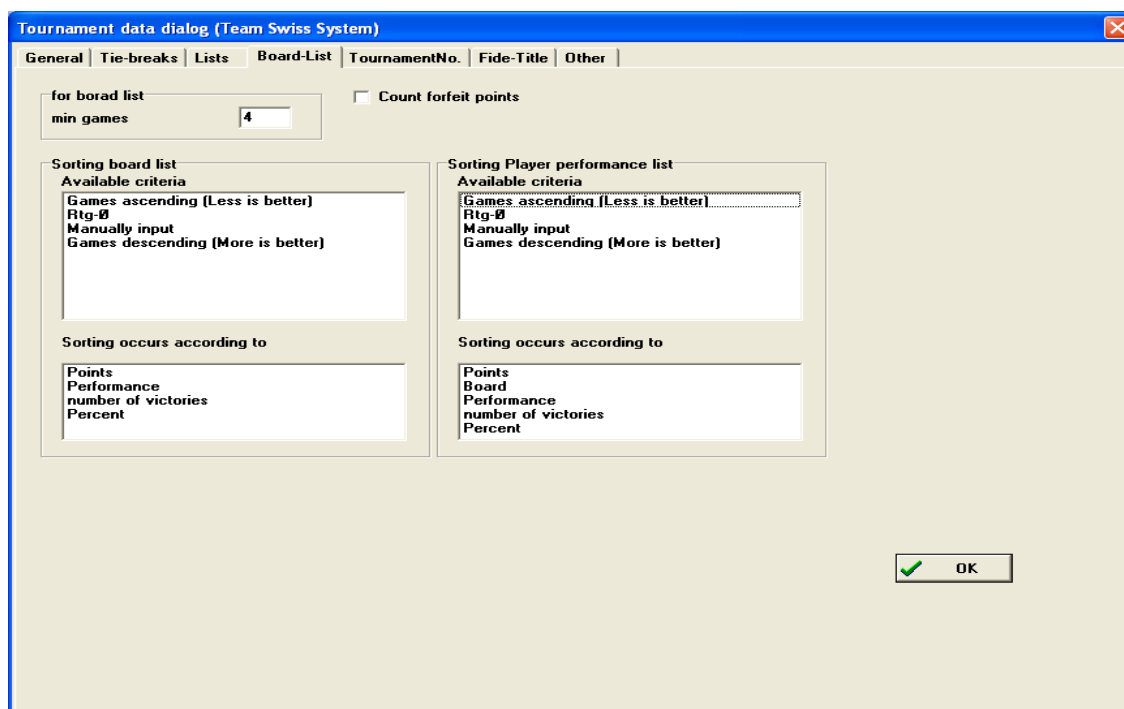 Tournament data dialog (Team Swiss System)
General Tie-breaks Lists Board-List TournamentNo. Fide-Title Other
for borad list
min games 4
Count forfeit points
Sorting board list
Available criteria
Games ascending (Less is better)
Rtg-Ø
Manually input
Games descending (More is better)
Sorting occurs according to
Points
Performance
number of victories
Percent
Sorting Player performance list
Available criteria
Games ascending (Less is better)
Rtg-Ø
Manually input
Games descending (More is better)
Sorting occurs according to
Points
Board
Performance
number of victories
Percent
OK